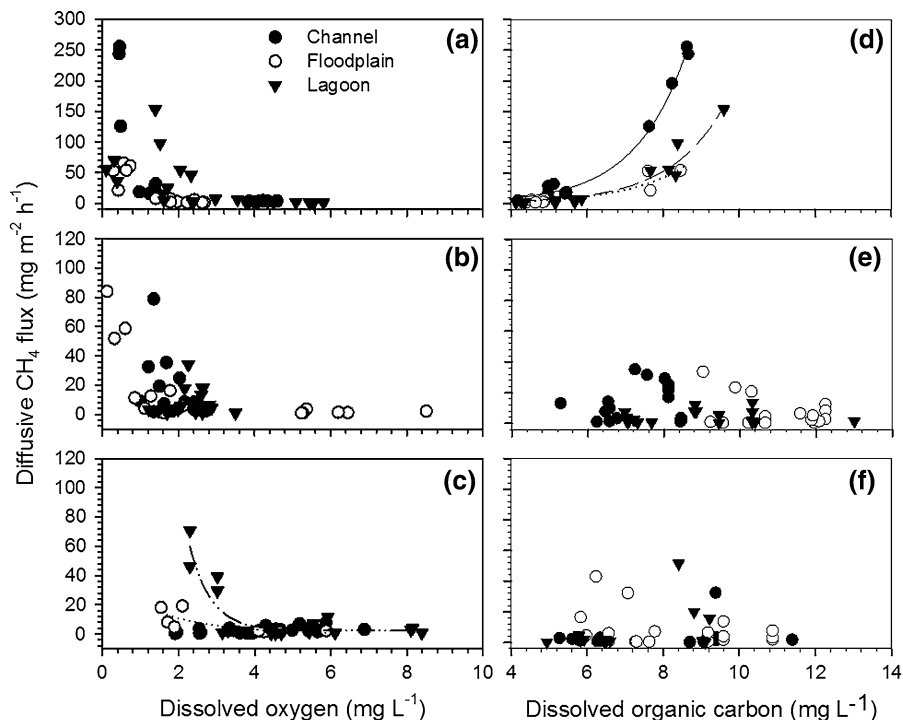 300
250
200
150
100
50
0
Channel
Floodplain
Lagoon
(a)
(d)
120
100
80
60
40
20
0
(b)
(e)
120
100
80
60
40
20
0
(c)
(f)
0 2 4 6 8 10
4 6 8 10 12 14
Diffusive CH4 flux (mg m-2 h-1)
Dissolved oxygen (mg L-1)
Dissolved organic carbon (mg L-1)